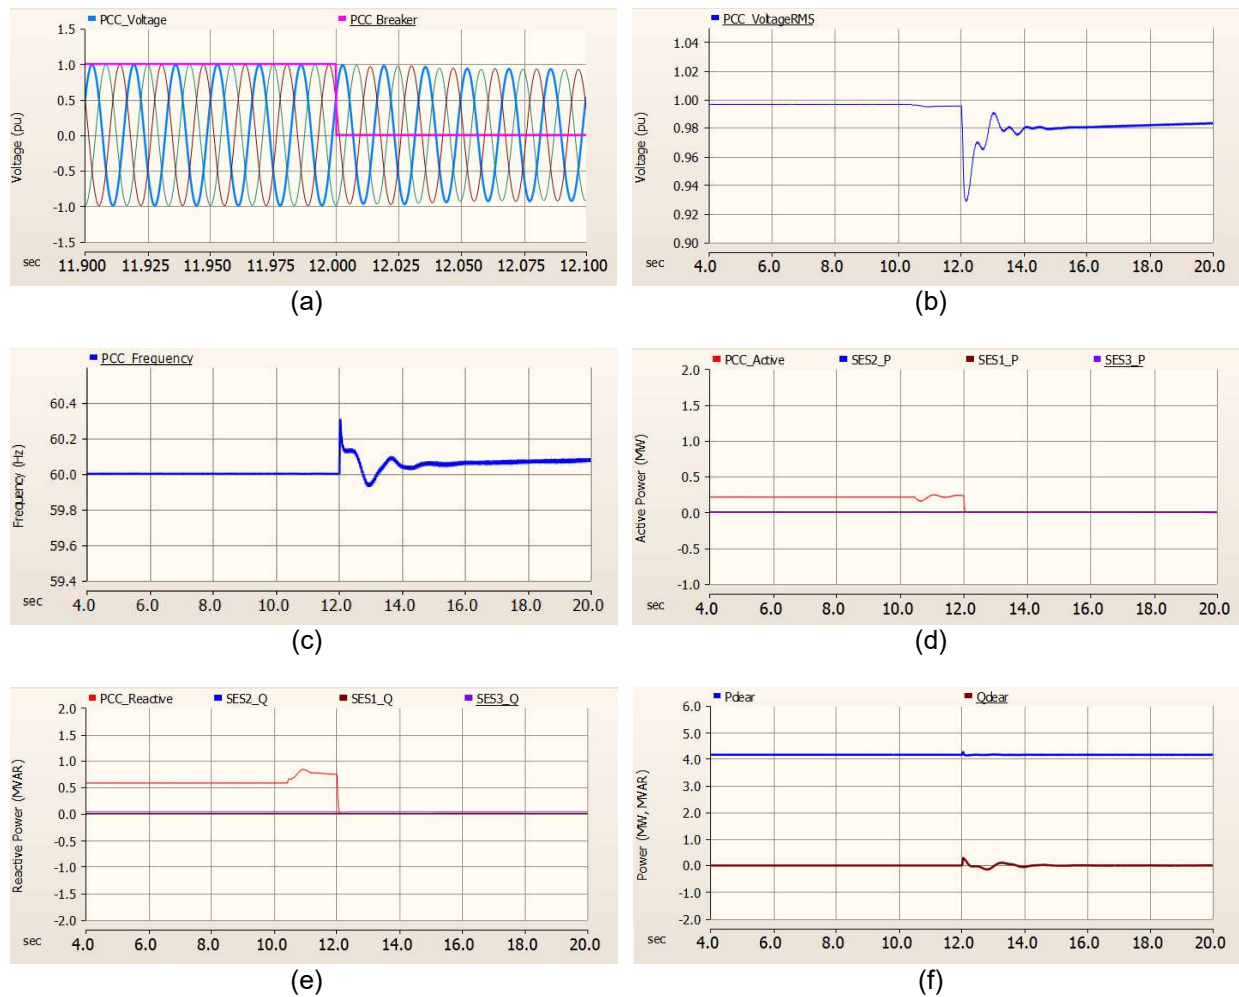 PCC_Voltage PCC Breaker
1.5
1.0
0.5
0.0
-0.5
-1.0
-1.5
Voltage (pu)
sec 11.900 11.925 11.950 11.975 12.000 12.025 12.050 12.075 12.100
(a)
PCC_VoltageRMS
1.04
1.02
1.00
0.98
0.96
0.94
0.92
0.90
Voltage (pu)
sec 4.0 6.0 8.0 10.0 12.0 14.0 16.0 18.0 20.0
(b)
PCC_Frequency
60.4
60.2
60.0
59.8
59.6
59.4
Frequency (Hz)
sec 4.0 6.0 8.0 10.0 12.0 14.0 16.0 18.0 20.0
(c)
PCC_Active SES2_P SES1_P SES3_P
2.0
1.5
1.0
0.5
0.0
-0.5
-1.0
Active Power (MW)
sec 4.0 6.0 8.0 10.0 12.0 14.0 16.0 18.0 20.0
(d)
PCC_Reactive SES2_Q SES1_Q SES3_Q
2.0
1.5
1.0
0.5
0.0
-0.5
-1.0
-1.5
-2.0
Reactive Power (MVAR)
sec 4.0 6.0 8.0 10.0 12.0 14.0 16.0 18.0 20.0
(e)
Pdear Qdear
6.0
5.0
4.0
3.0
2.0
1.0
0.0
-1.0
-2.0
Power (MW, MVAR)
sec 4.0 6.0 8.0 10.0 12.0 14.0 16.0 18.0 20.0
(f)